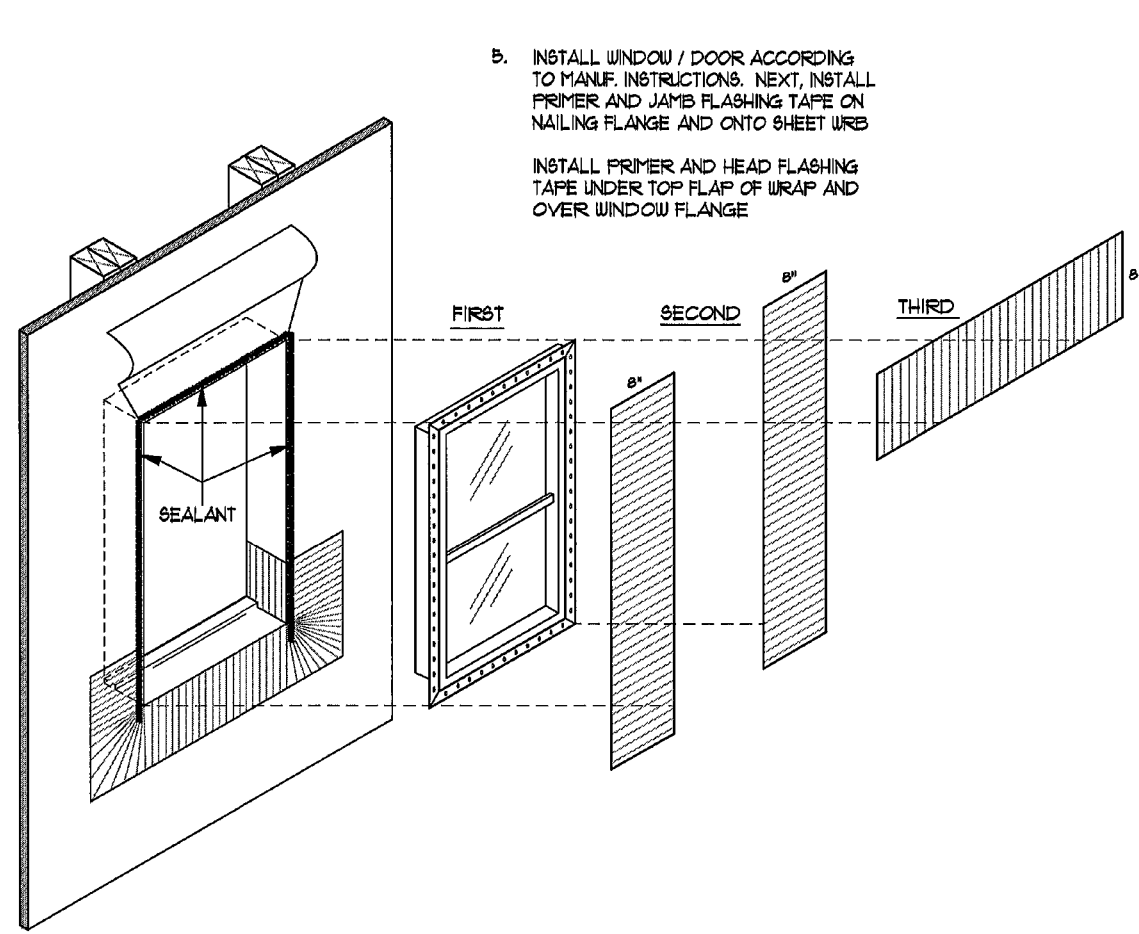 5. INSTALL WINDOW / DOOR ACCORDING
TO MANUF. INSTRUCTIONS. NEXT, INSTALL
PRIMER AND JAMB FLASHING TAPE ON
NAILING FLANGE AND ONTO SHEET WRB
INSTALL PRIMER AND HEAD FLASHING
TAPE UNDER TOP FLAP OF WRAP AND
OVER WINDOW FLANGE
FIRST
SECOND
THIRD
8"
8"
8
SEALANT